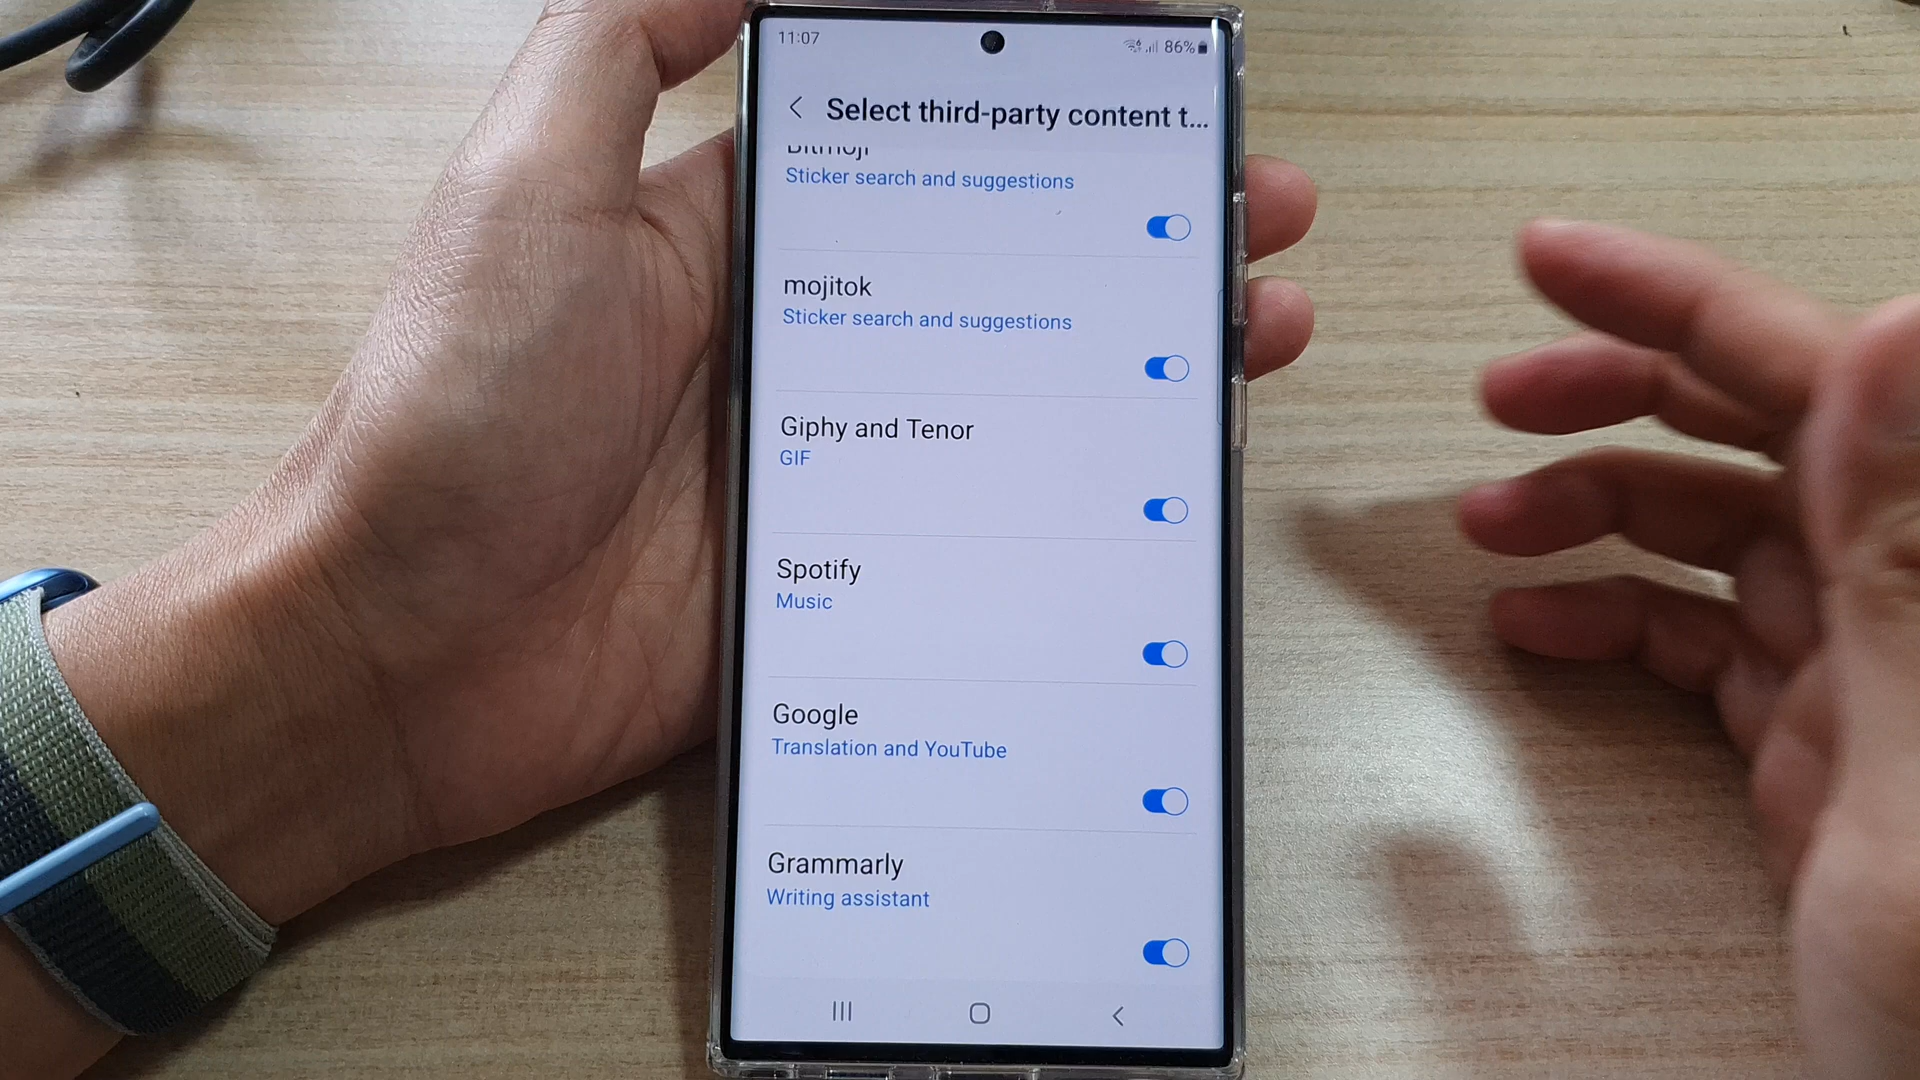 11:07
86%
Select third-party content t...
Bitmoji
Sticker search and suggestions
mojitok
Sticker search and suggestions
Giphy and Tenor
GIF
Spotify
Music
Google
Translation and YouTube
Grammarly
Writing assistant